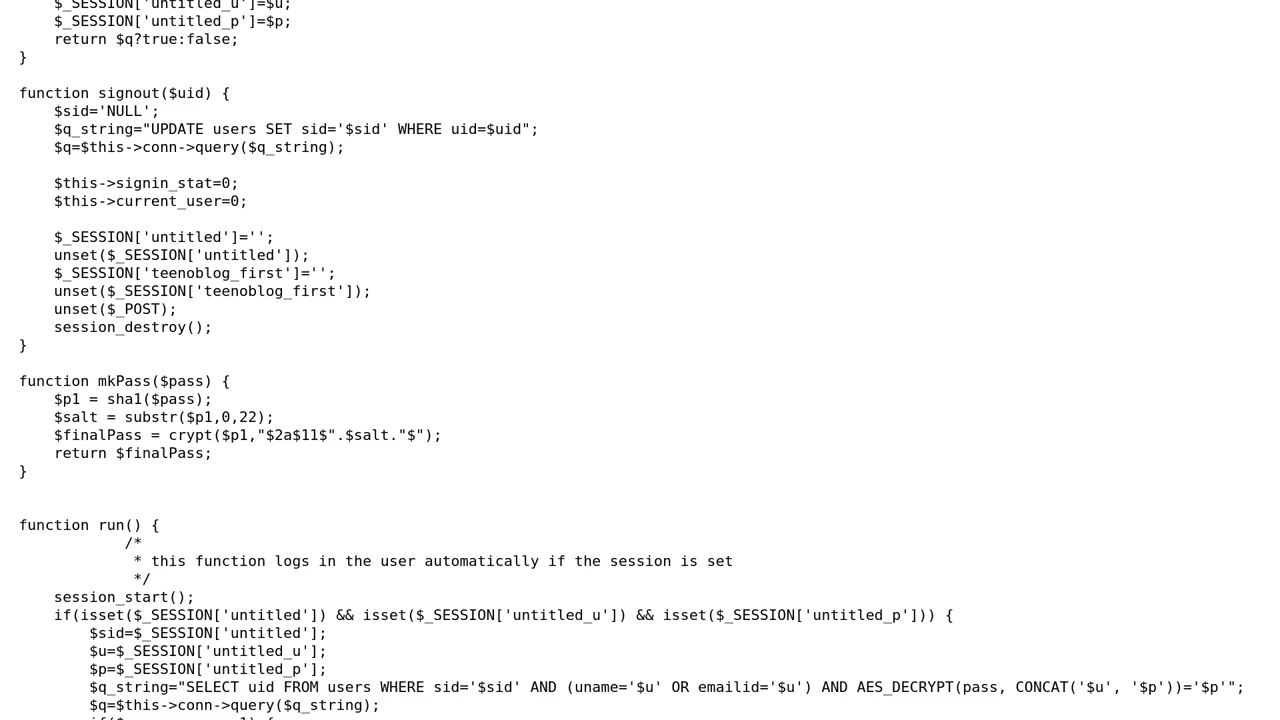 $_SESSION['untitled_u']=$u;
$_SESSION['untitled_p']=$p;
return $q?true:false;
}
function signout($uid) {
$sid='NULL';
$q_string="UPDATE users SET sid='$sid' WHERE uid=$uid";
$q=$this->conn->query($q_string);
$this->signin_stat=0;
$this->current_user=0;
$_SESSION['untitled']='';
unset($_SESSION['untitled']);
$_SESSION['teenoblog_first']='';
unset($_SESSION['teenoblog_first']);
unset($_POST);
session_destroy();
}
function mkPass($pass) {
$p1 = sha1($pass);
$salt = substr($p1,0,22);
$finalPass = crypt($p1,"$2a$11$".$salt."$");
return $finalPass;
}
function run() {
/*
* this function logs in the user automatically if the session is set
*/
session_start();
if(isset($_SESSION['untitled']) && isset($_SESSION['untitled_u']) && isset($_SESSION['untitled_p'])) {
$sid=$_SESSION['untitled'];
$u=$_SESSION['untitled_u'];
$p=$_SESSION['untitled_p'];
$q_string="SELECT uid FROM users WHERE sid='$sid' AND (uname='$u' OR emailid='$u') AND AES_DECRYPT(pass, CONCAT('$u', '$p'))='$p'";
$q=$this->conn->query($q_string);